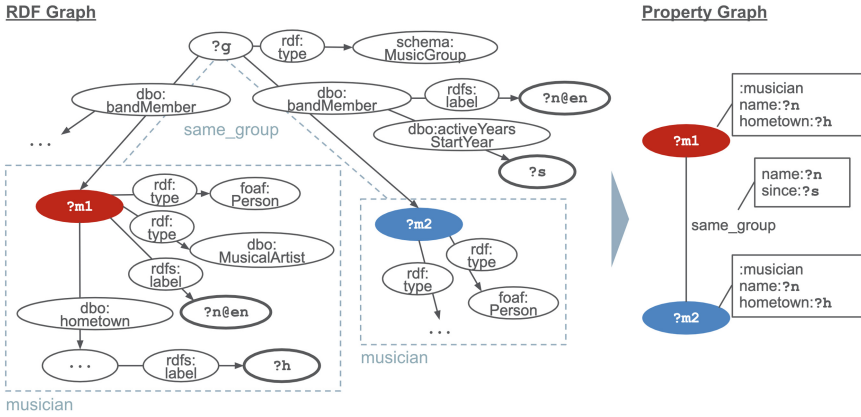 RDF Graph
?g
rdf:
type
schema:
MusicGroup
dbo:
bandMember
dbo:
bandMember
rdfs:
label
?n@en
same_group
dbo:activeYears
StartYear
?s
...
?m1
rdf:
type
foaf:
Person
rdf:
type
dbo:
MusicalArtist
rdfs:
label
?n@en
dbo:
hometown
...
rdfs:
label
?h
musician
?m2
rdf:
type
rdf:
type
foaf:
Person
...
musician
Property Graph
:musician
name:?n
hometown:?h
?m1
name:?n
since:?s
same_group
:musician
name:?n
hometown:?h
?m2